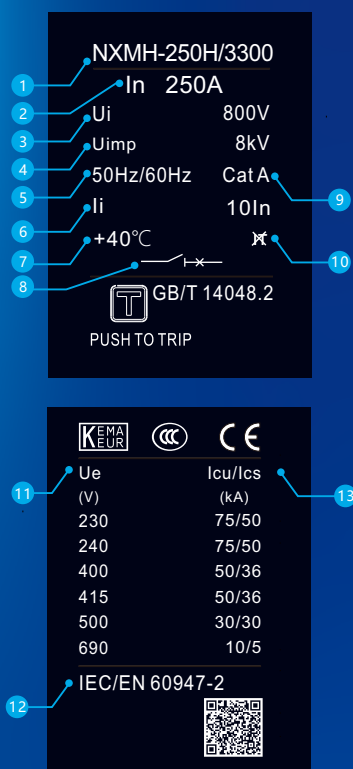 NXMH-250H/3300
1
In 250A
2
Ui 800V
3
Uimp 8kV
4
50Hz/60Hz Cat A
5
9
Ii 10In
6
+40℃
7
10
8
T
GB/T 14048.2
PUSH TO TRIP
KEMA
EUR
CCC
CE
Ue Icu/Ics
11
(V) (kA)
13
230 75/50
240 75/50
400 50/36
415 50/36
500 30/30
690 10/5
IEC/EN 60947-2
12